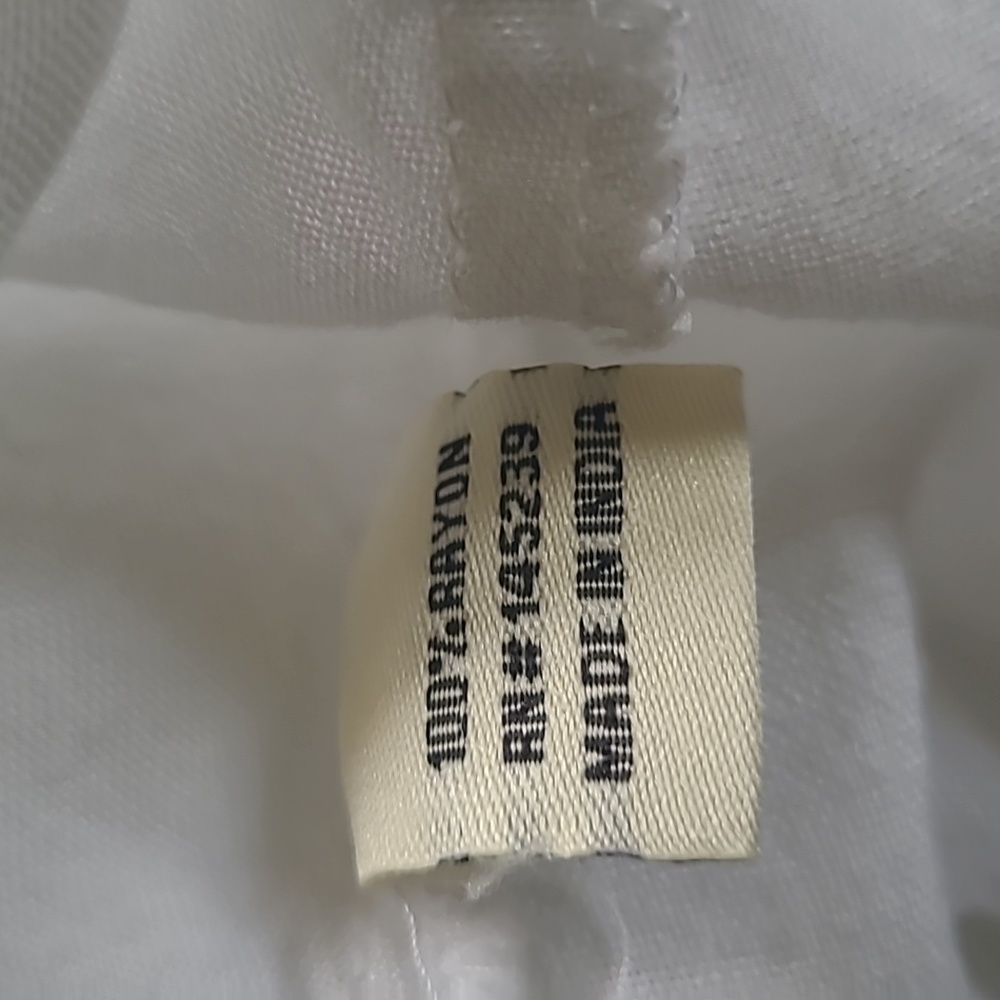 100% RAYON
RN# 145239
MADE IN INDIA